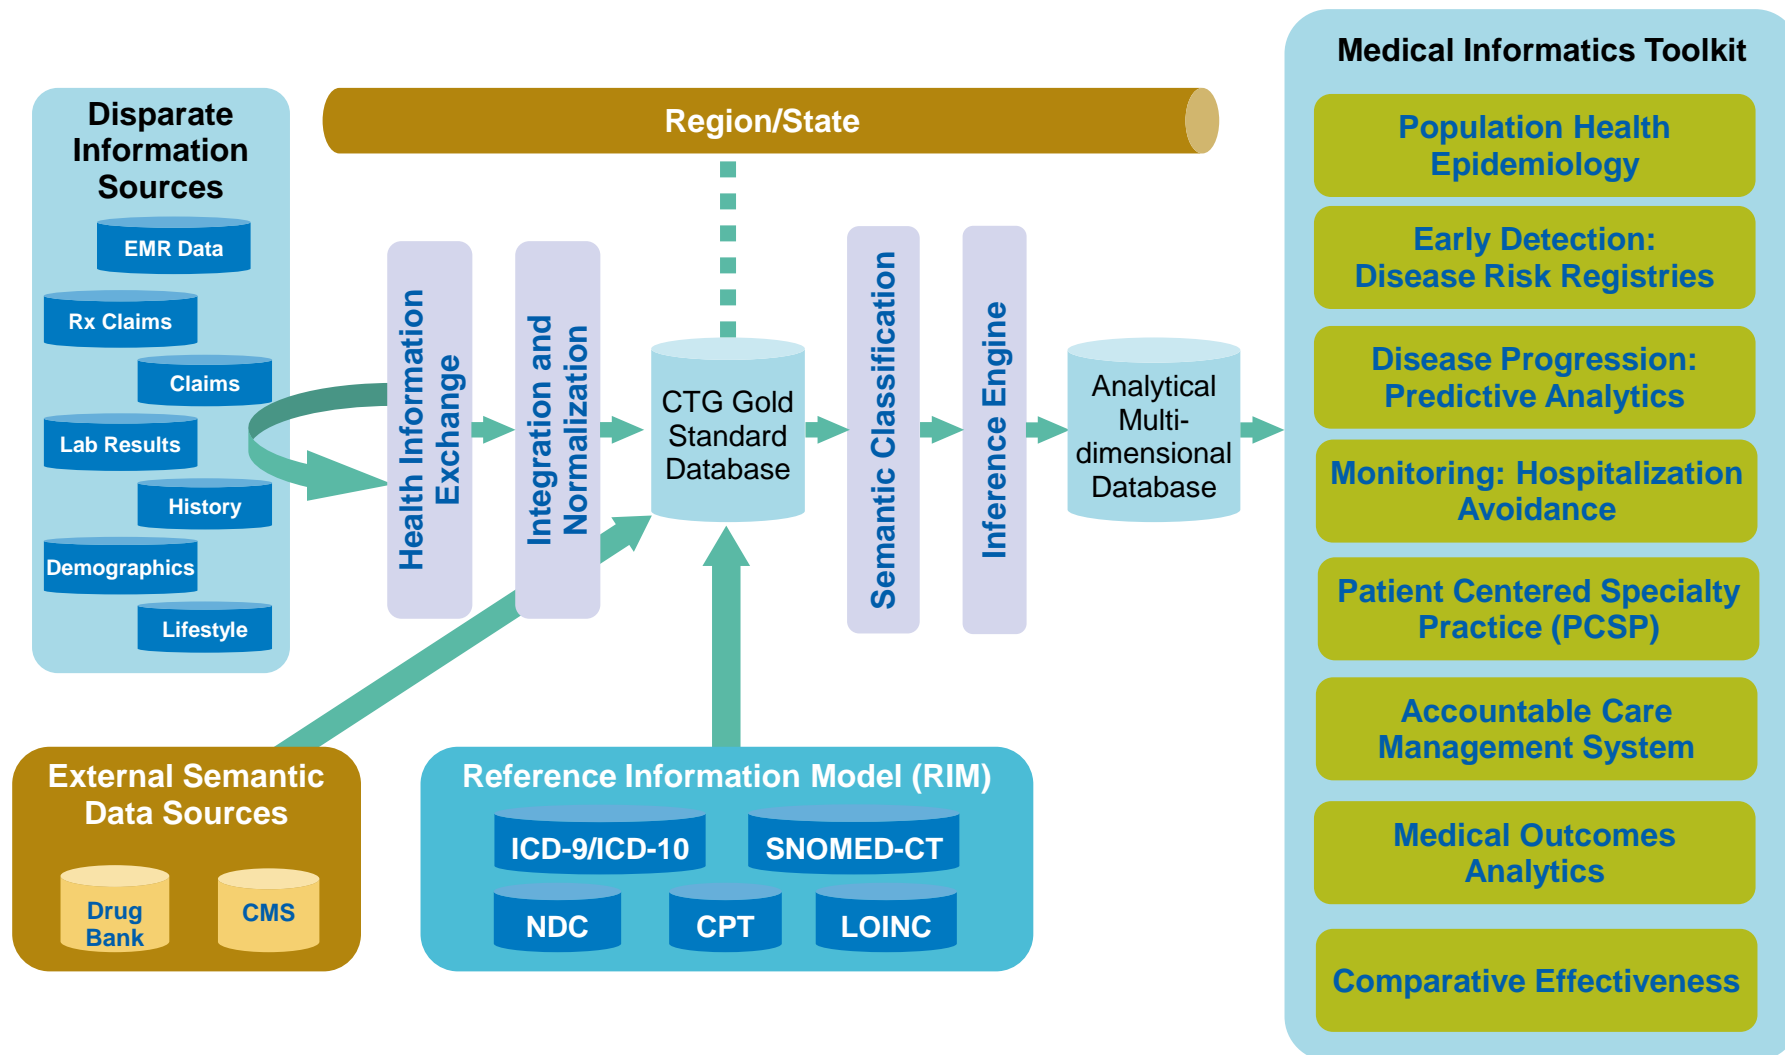 Disparate
Information
Sources
EMR Data
Rx Claims
Claims
Lab Results
History
Demographics
Lifestyle
Region/State
Health Information
Exchange
Integration and
Normalization
CTG Gold
Standard
Database
Semantic Classification
Inference Engine
Analytical
Multi-
dimensional
Database
External Semantic
Data Sources
Drug
Bank
CMS
Reference Information Model (RIM)
ICD-9/ICD-10
SNOMED-CT
NDC
CPT
LOINC
Medical Informatics Toolkit
Population Health
Epidemiology
Early Detection:
Disease Risk Registries
Disease Progression:
Predictive Analytics
Monitoring: Hospitalization
Avoidance
Patient Centered Specialty
Practice (PCSP)
Accountable Care
Management System
Medical Outcomes
Analytics
Comparative Effectiveness